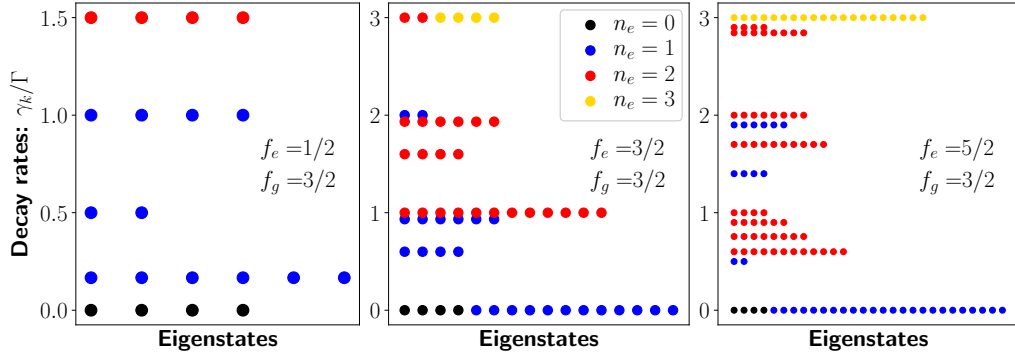 Decay rates: γ_k/Γ
1.5
1.0
0.5
0.0
f_e =1/2
f_g =3/2
Eigenstates
3
2
1
0
n_e = 0
n_e = 1
n_e = 2
n_e = 3
f_e =3/2
f_g =3/2
Eigenstates
3
2
1
0
f_e =5/2
f_g =3/2
Eigenstates